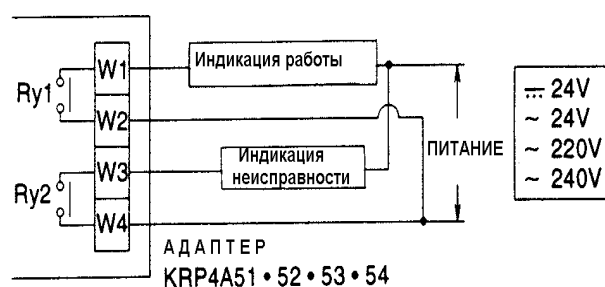 W1
Индикация работы
Ry1
W2
ПИТАНИЕ
⎓ 24V
~ 24V
~ 220V
~ 240V
W3
Индикация
неисправности
Ry2
W4
АДАПТЕР
KRP4A51 • 52 • 53 • 54